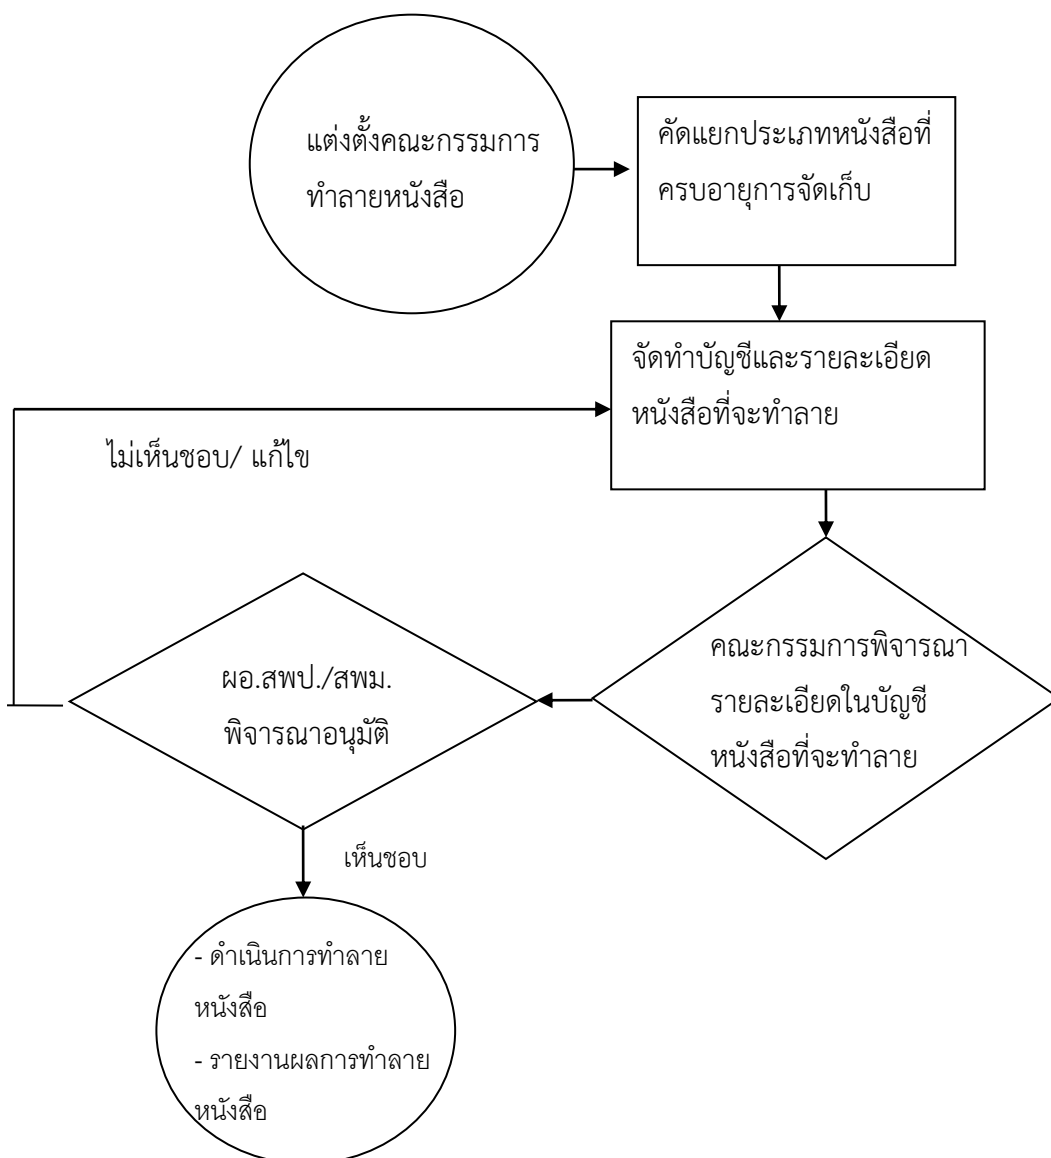 แต่งตั้งคณะกรรมการ
ทำลายหนังสือ
คัดแยกประเภทหนังสือที่
ครบอายุการจัดเก็บ
จัดทำบัญชีและรายละเอียด
หนังสือที่จะทำลาย
ไม่เห็นชอบ/ แก้ไข
คณะกรรมการพิจารณา
รายละเอียดในบัญชี
หนังสือที่จะทำลาย
ผอ.สพป./สพม.
พิจารณาอนุมัติ
เห็นชอบ
- ดำเนินการทำลาย
หนังสือ
- รายงานผลการทำลาย
หนังสือ